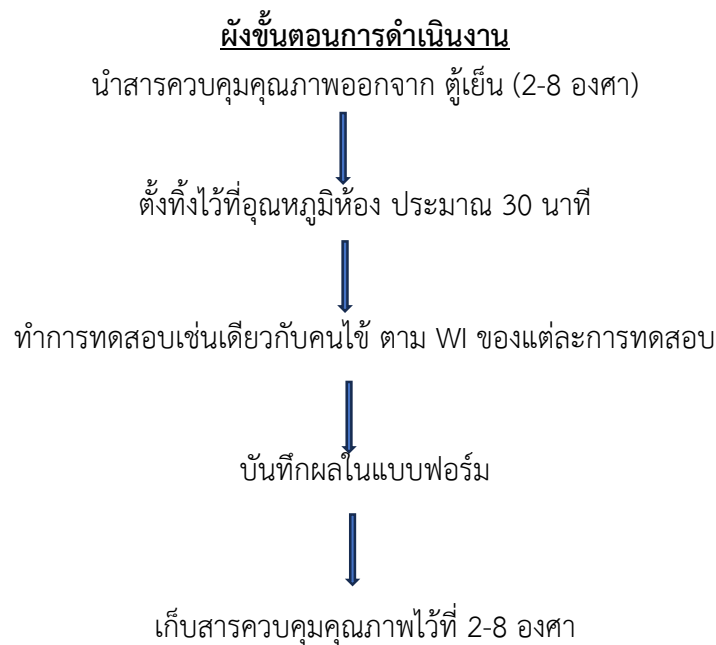 ผังขั้นตอนการดำเนินงาน
นำสารควบคุมคุณภาพออกจาก ตู้เย็น (2-8 องศา)
ตั้งทิ้งไว้ที่อุณหภูมิห้อง ประมาณ 30 นาที
ทำการทดสอบเช่นเดียวกับคนไข้ ตาม WI ของแต่ละการทดสอบ
บันทึกผลในแบบฟอร์ม
เก็บสารควบคุมคุณภาพไว้ที่ 2-8 องศา